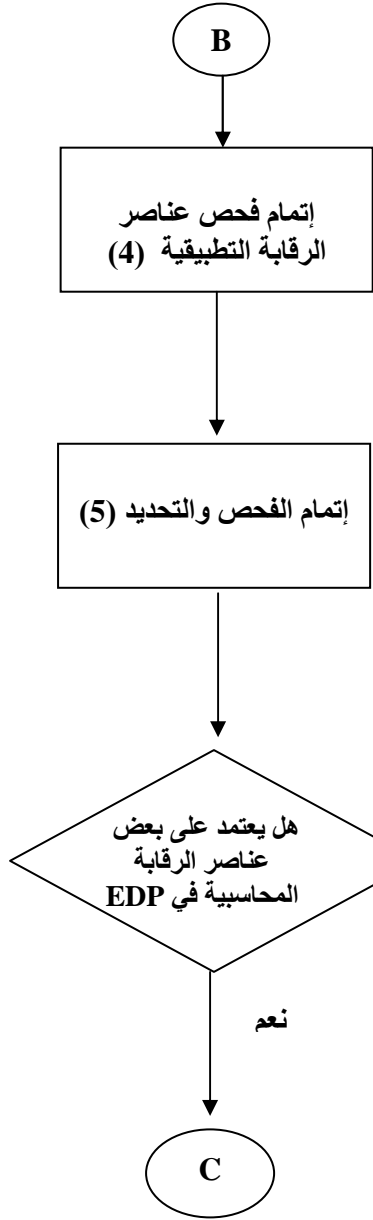 B
إتمام فحص عناصر
الرقابة التطبيقية (4)
إتمام الفحص والتحديد (5)
هل يعتمد على بعض
عناصر الرقابة
المحاسبية في EDP
نعم
C